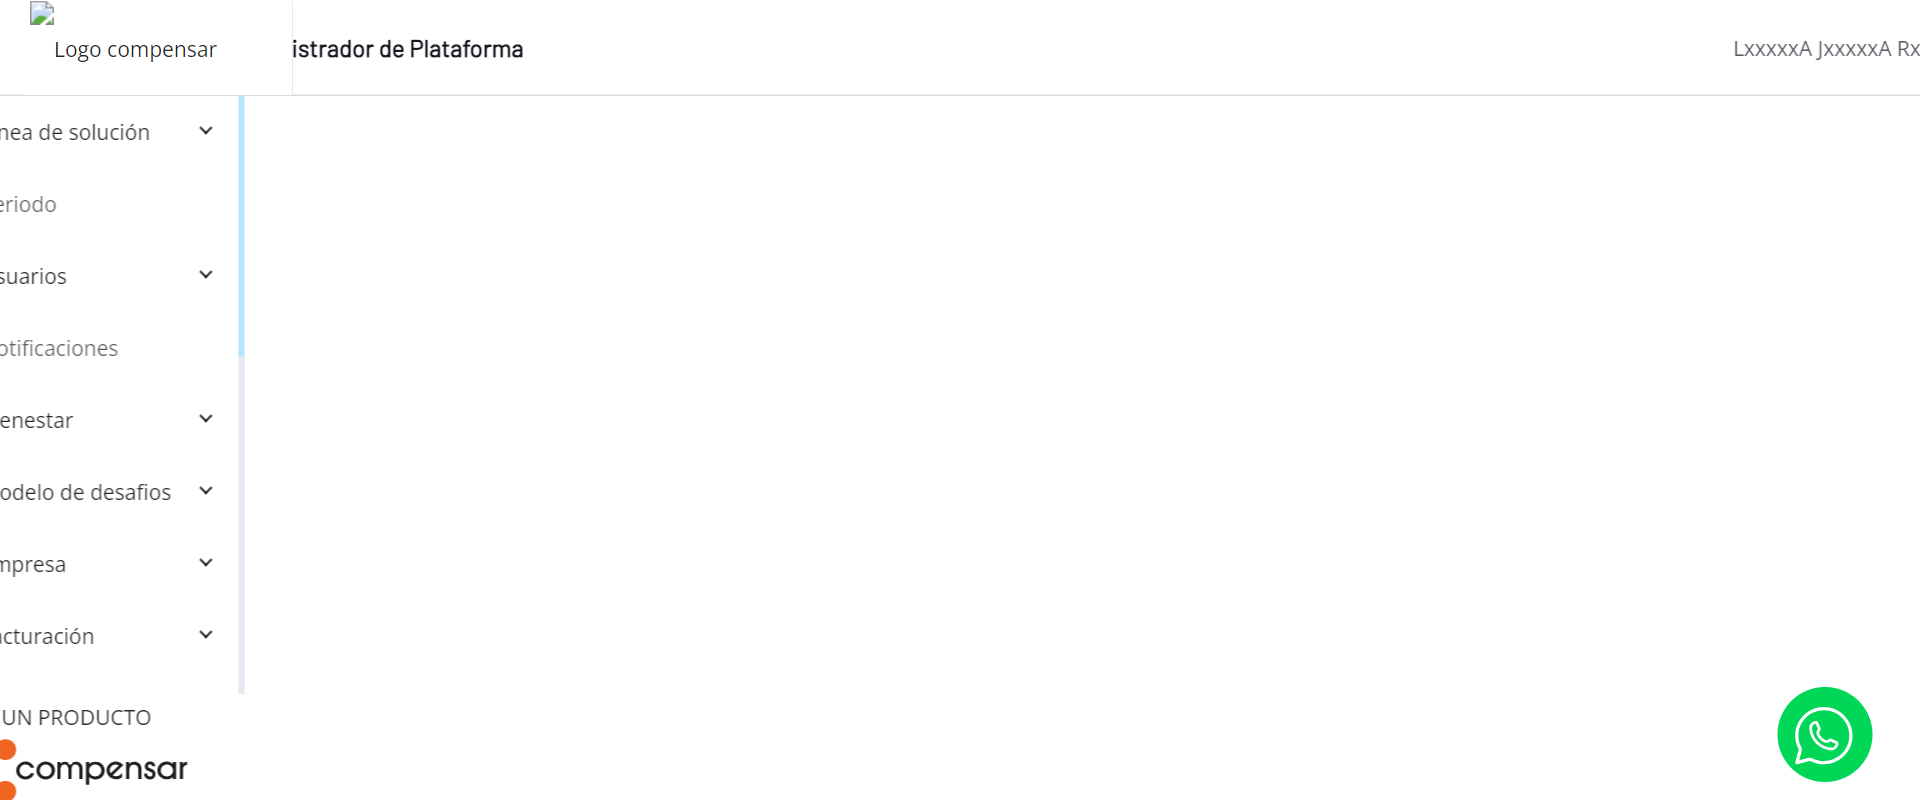 Logo compensar
istrador de Plataforma
LxxxxxA JxxxxxA Rx
nea de solución
eriodo
suarios
otificaciones
enestar
odelo de desafios
mpresa
acturación
UN PRODUCTO
compensar